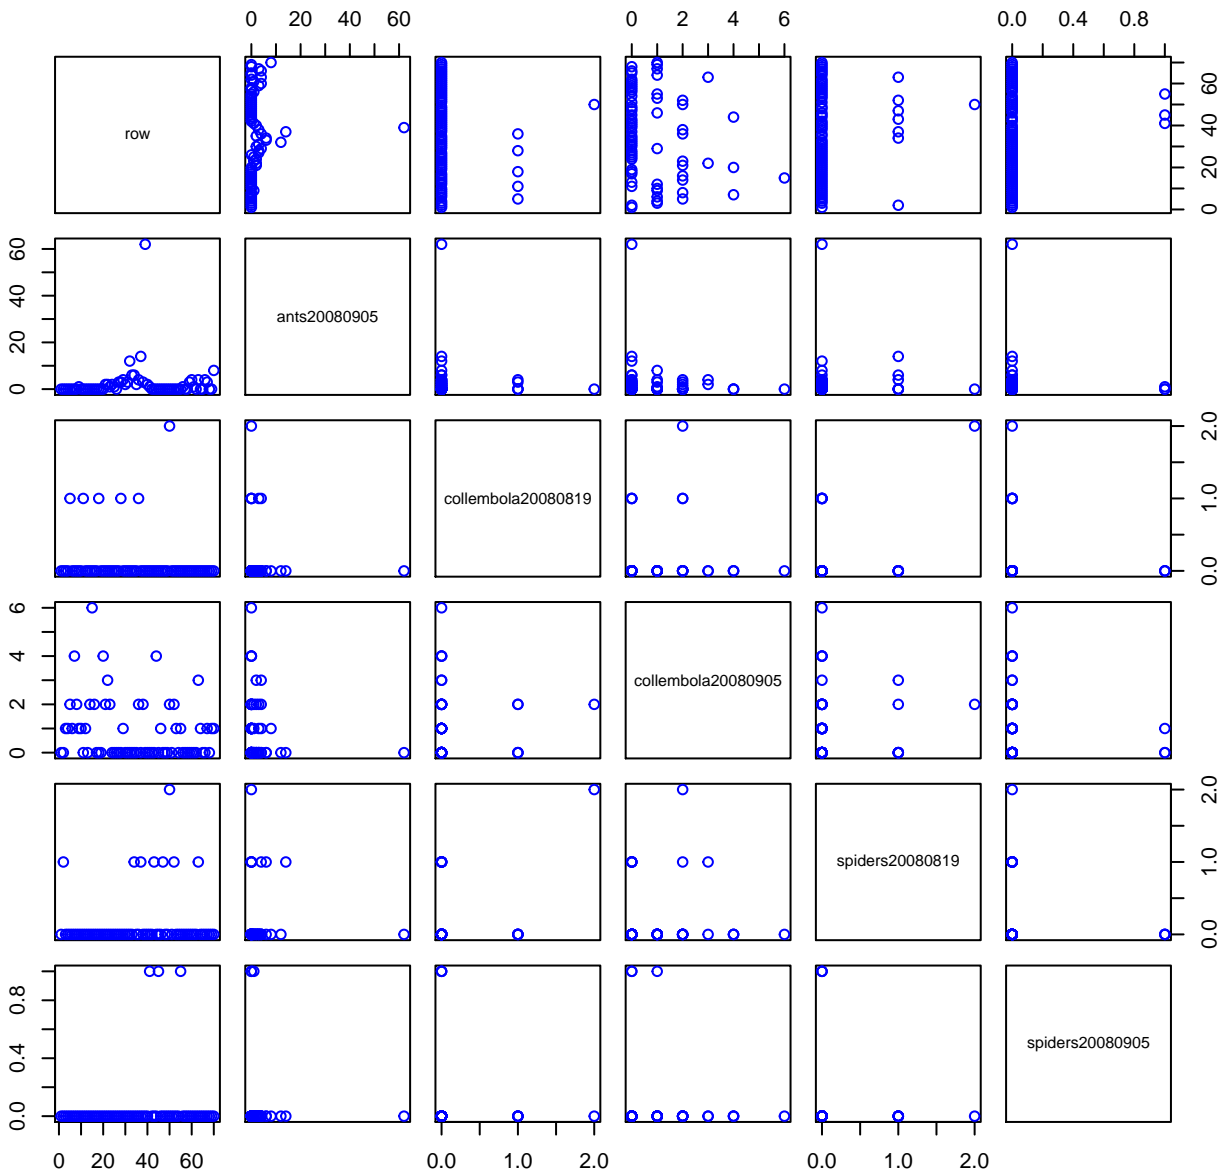 0 20 40 60 0 1 2 3 4 5 6 0.0 0.4 0.8
row
0 20 40 60
0 20 40 60
ants20080905
collembola20080819
0.0 1.0 2.0
0 2 4 6
collembola20080905
spiders20080819
0.0 1.0 2.0
0.0 0.4 0.8
spiders20080905
0 20 40 60 0.0 1.0 2.0 0.0 1.0 2.0